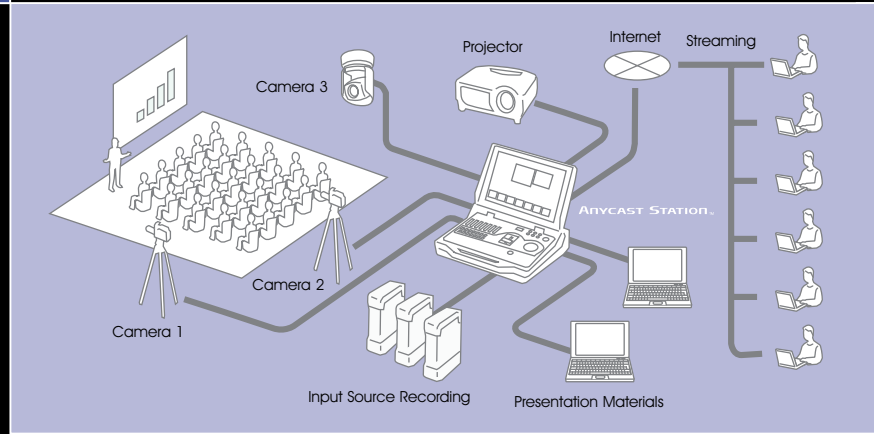 Internet
Streaming
Projector
Camera 3
ANYCAST STATION
Camera 2
Camera 1
Input Source Recording
Presentation Materials